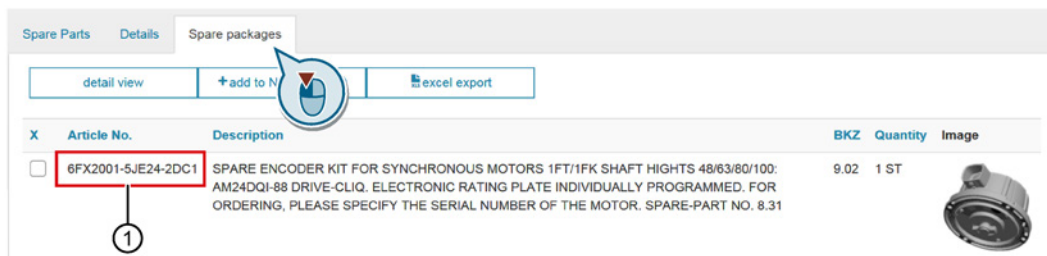 Spare Parts Details Spare packages
detail view +add to N excel export
X Article No. Description BKZ Quantity Image
6FX2001-5JE24-2DC1 SPARE ENCODER KIT FOR SYNCHRONOUS MOTORS 1FT/1FK SHAFT HIGHTS 48/63/80/100: 9.02 1 ST
AM24DQI-88 DRIVE-CLIQ. ELECTRONIC RATING PLATE INDIVIDUALLY PROGRAMMED. FOR
ORDERING, PLEASE SPECIFY THE SERIAL NUMBER OF THE MOTOR. SPARE-PART NO. 8.31
1